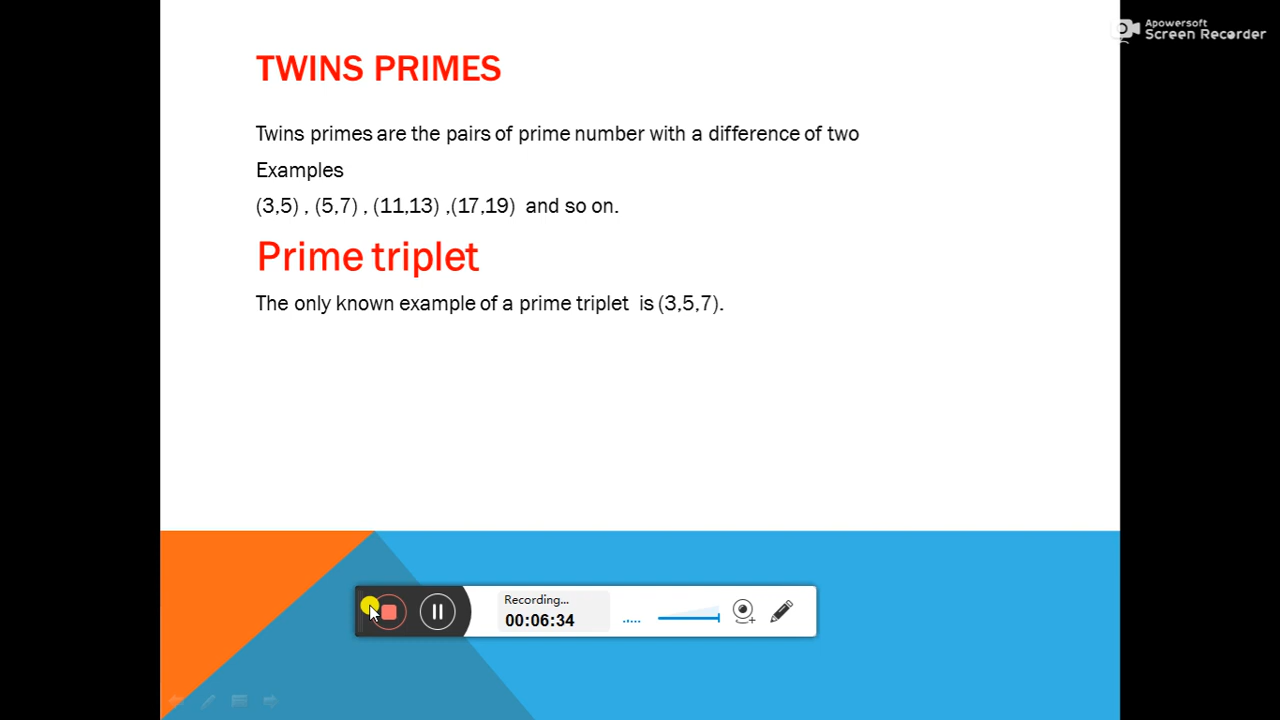 Apowersoft
Screen Recorder
TWINS PRIMES
Twins primes are the pairs of prime number with a difference of two
Examples
(3,5) , (5,7) , (11,13) ,(17,19)  and so on.
Prime triplet
The only known example of a prime triplet  is (3,5,7).
Recording...
00:06:34